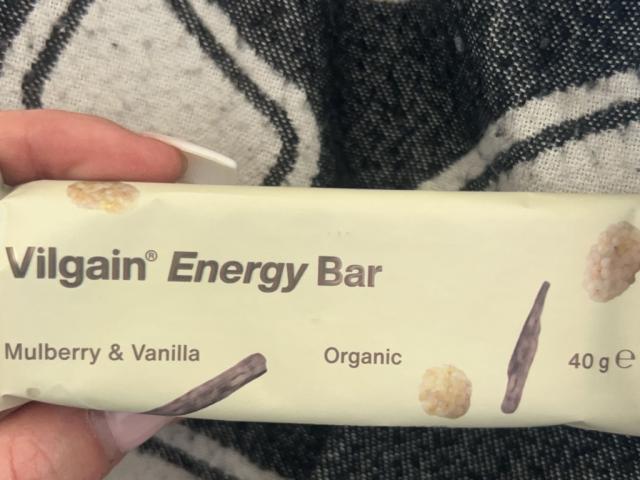 Vilgain® Energy Bar
Mulberry & Vanilla Organic 40 g ℮